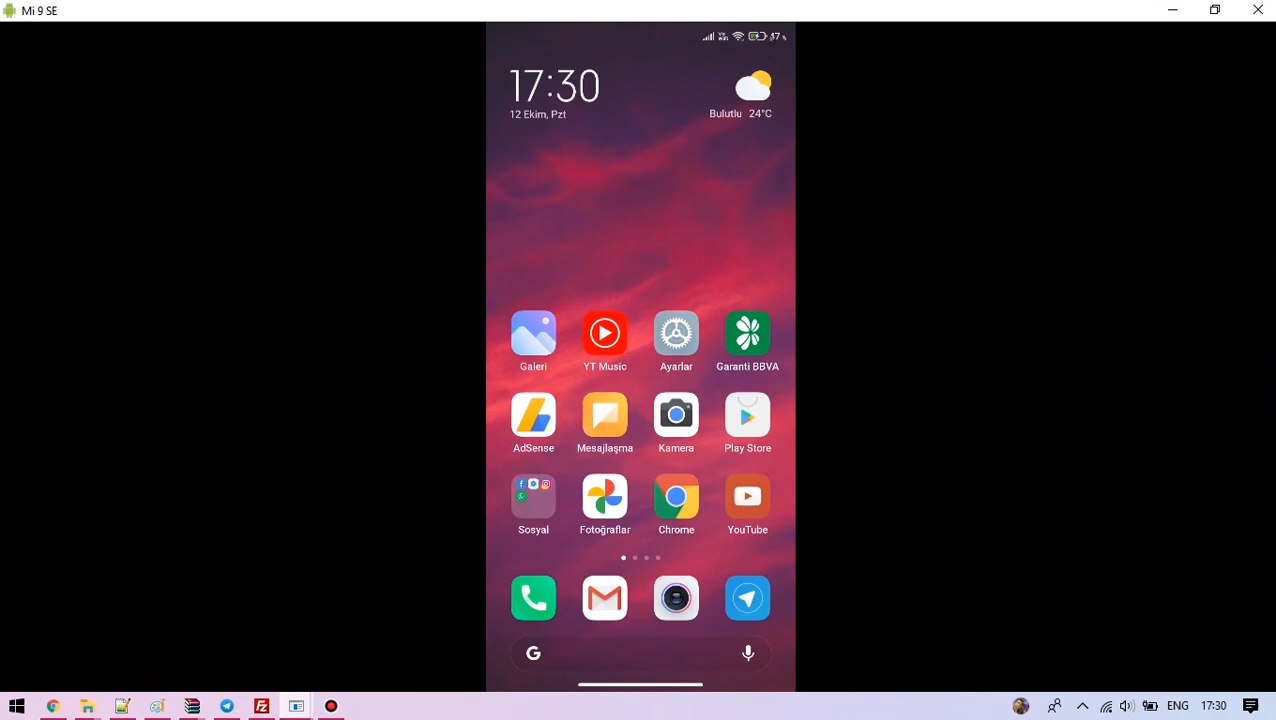 Mi 9 SE
17:30
12 Ekim, Pzt
Bulutlu 24°C
Galeri
YT Music
Ayarlar
Garanti BBVA
AdSense
Mesajlaşma
Kamera
Play Store
Sosyal
Fotoğraflar
Chrome
YouTube
G
ENG
17:30